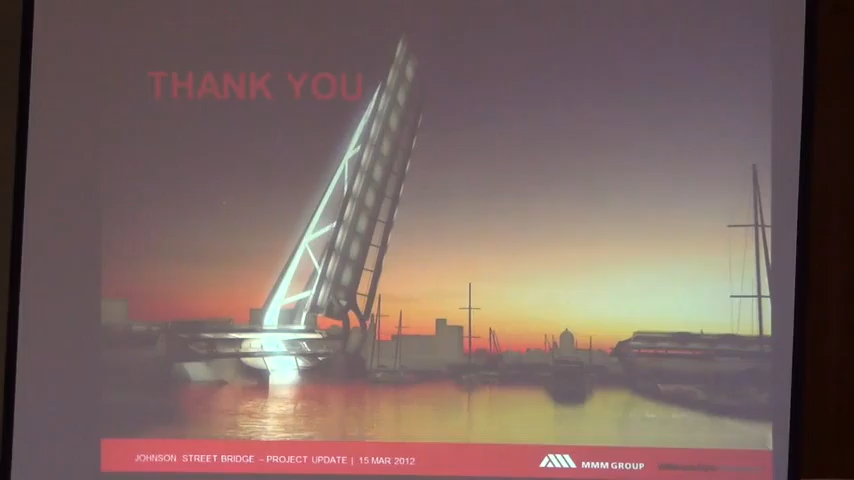 THANK YOU
JOHNSON STREET BRIDGE – PROJECT UPDATE | 15 MAR 2012
MMM GROUP